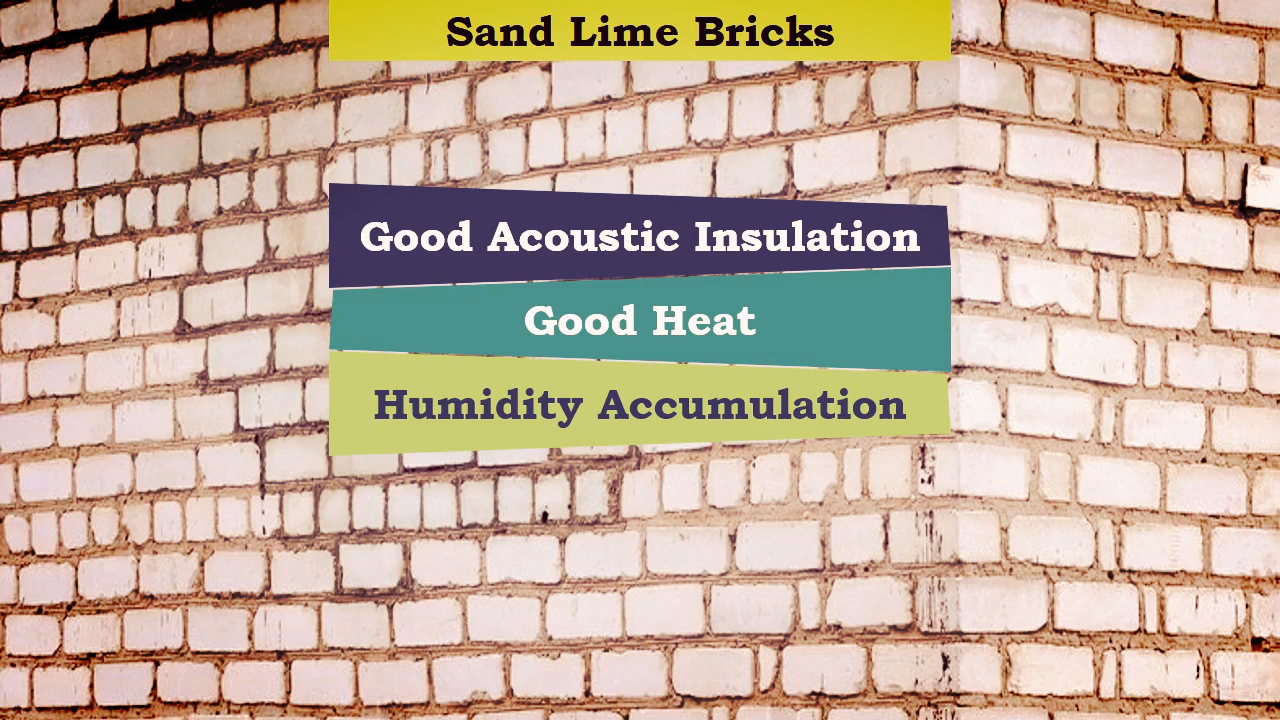 Sand Lime Bricks
Good Acoustic Insulation
Good Heat
Humidity Accumulation